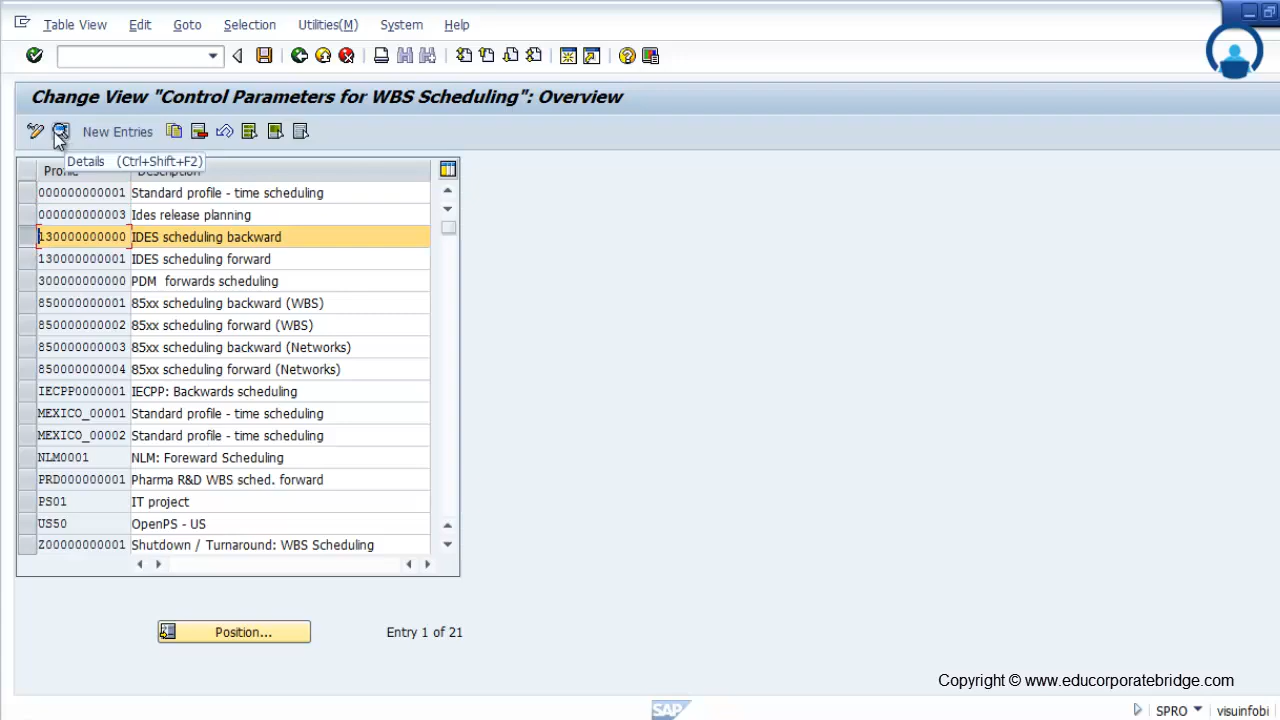 Table View Edit Goto Selection Utilities(M) System Help
Change View "Control Parameters for WBS Scheduling": Overview
New Entries
Details (Ctrl+Shift+F2)
000000000001 Standard profile - time scheduling
000000000003 Ides release planning
130000000000 IDES scheduling backward
130000000001 IDES scheduling forward
300000000000 PDM forwards scheduling
850000000001 85xx scheduling backward (WBS)
850000000002 85xx scheduling forward (WBS)
850000000003 85xx scheduling backward (Networks)
850000000004 85xx scheduling forward (Networks)
IECPP0000001 IECPP: Backwards scheduling
MEXICO_00001 Standard profile - time scheduling
MEXICO_00002 Standard profile - time scheduling
NLM0001 NLM: Foreward Scheduling
PRD000000001 Pharma R&D WBS sched. forward
PS01 IT project
US50 OpenPS - US
Z00000000001 Shutdown / Turnaround: WBS Scheduling
Position... Entry 1 of 21
Copyright © www.educorporatebridge.com
SAP SPRO visuinfobi